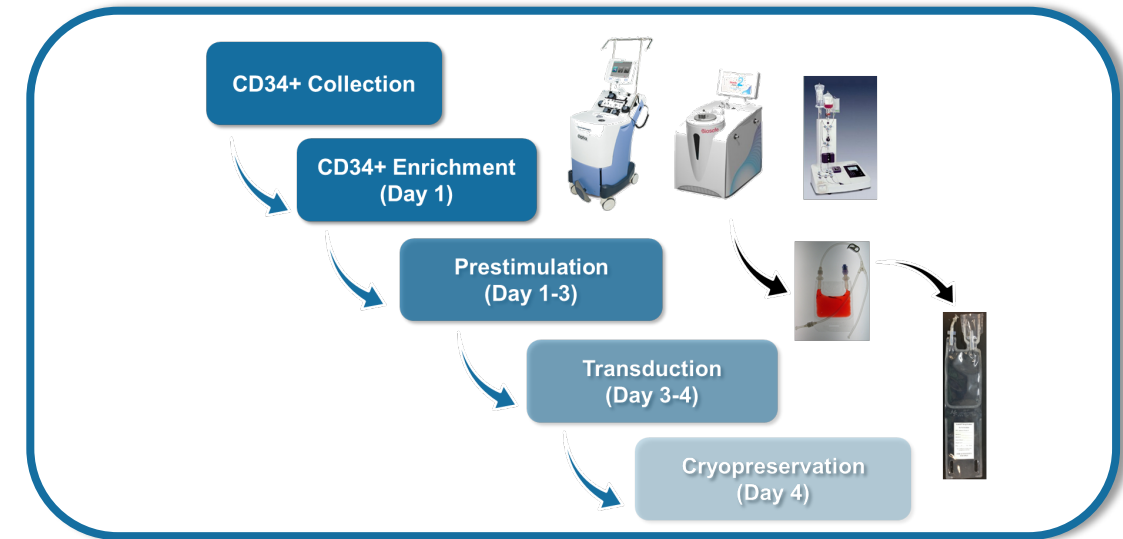 CD34+ Collection
CD34+ Enrichment
(Day 1)
Prestimulation
(Day 1-3)
Transduction
(Day 3-4)
Cryopreservation
(Day 4)